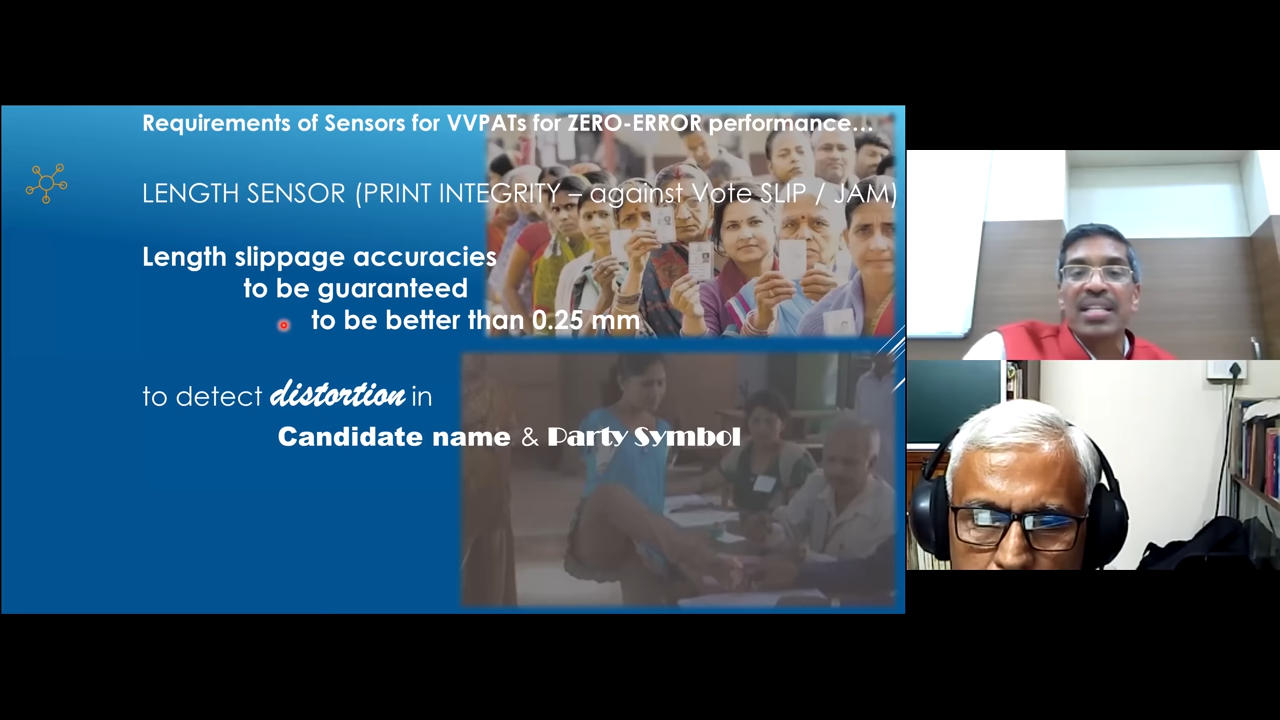 Requirements of Sensors for VVPATs for ZERO-ERROR performance...
LENGTH SENSOR (PRINT INTEGRITY – against Vote SLIP / JAM)
Length slippage accuracies
to be guaranteed
to be better than 0.25 mm
to detect distortion in
Candidate name & Party Symbol